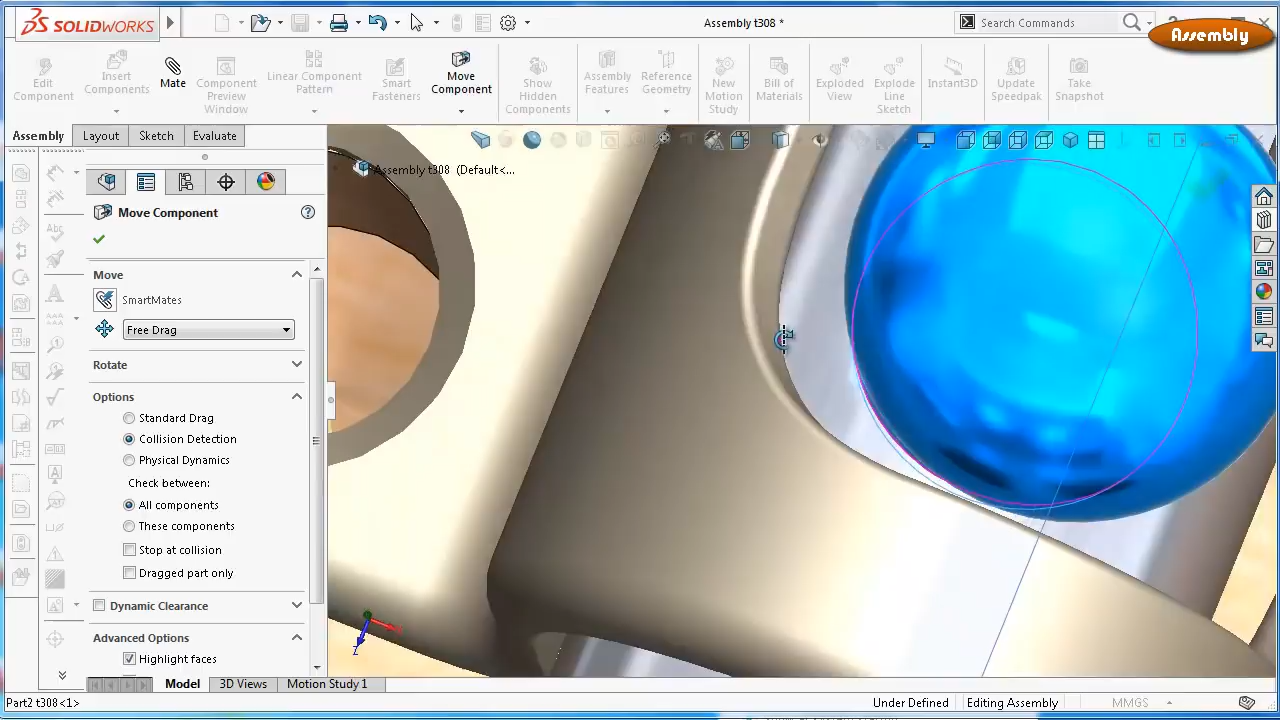 SOLIDWORKS
Assembly t308 *
Search Commands
?
Assembly
Edit Component
Insert Components
Mate
Component Preview Window
Linear Component Pattern
Smart Fasteners
Move Component
Show Hidden Components
Assembly Features
Reference Geometry
New Motion Study
Bill of Materials
Exploded View
Explode Line Sketch
Instant3D
Update Speedpak
Take Snapshot
Assembly
Layout
Sketch
Evaluate
Assembly t308 (Default<...
Move Component
?
Move
SmartMates
Free Drag
Rotate
Options
Standard Drag
Collision Detection
Physical Dynamics
Check between:
All components
These components
Stop at collision
Dragged part only
Dynamic Clearance
Advanced Options
Highlight faces
Abc
A
Z
Model
3D Views
Motion Study 1
Part2 t308<1>
Under Defined
Editing Assembly
MMGS